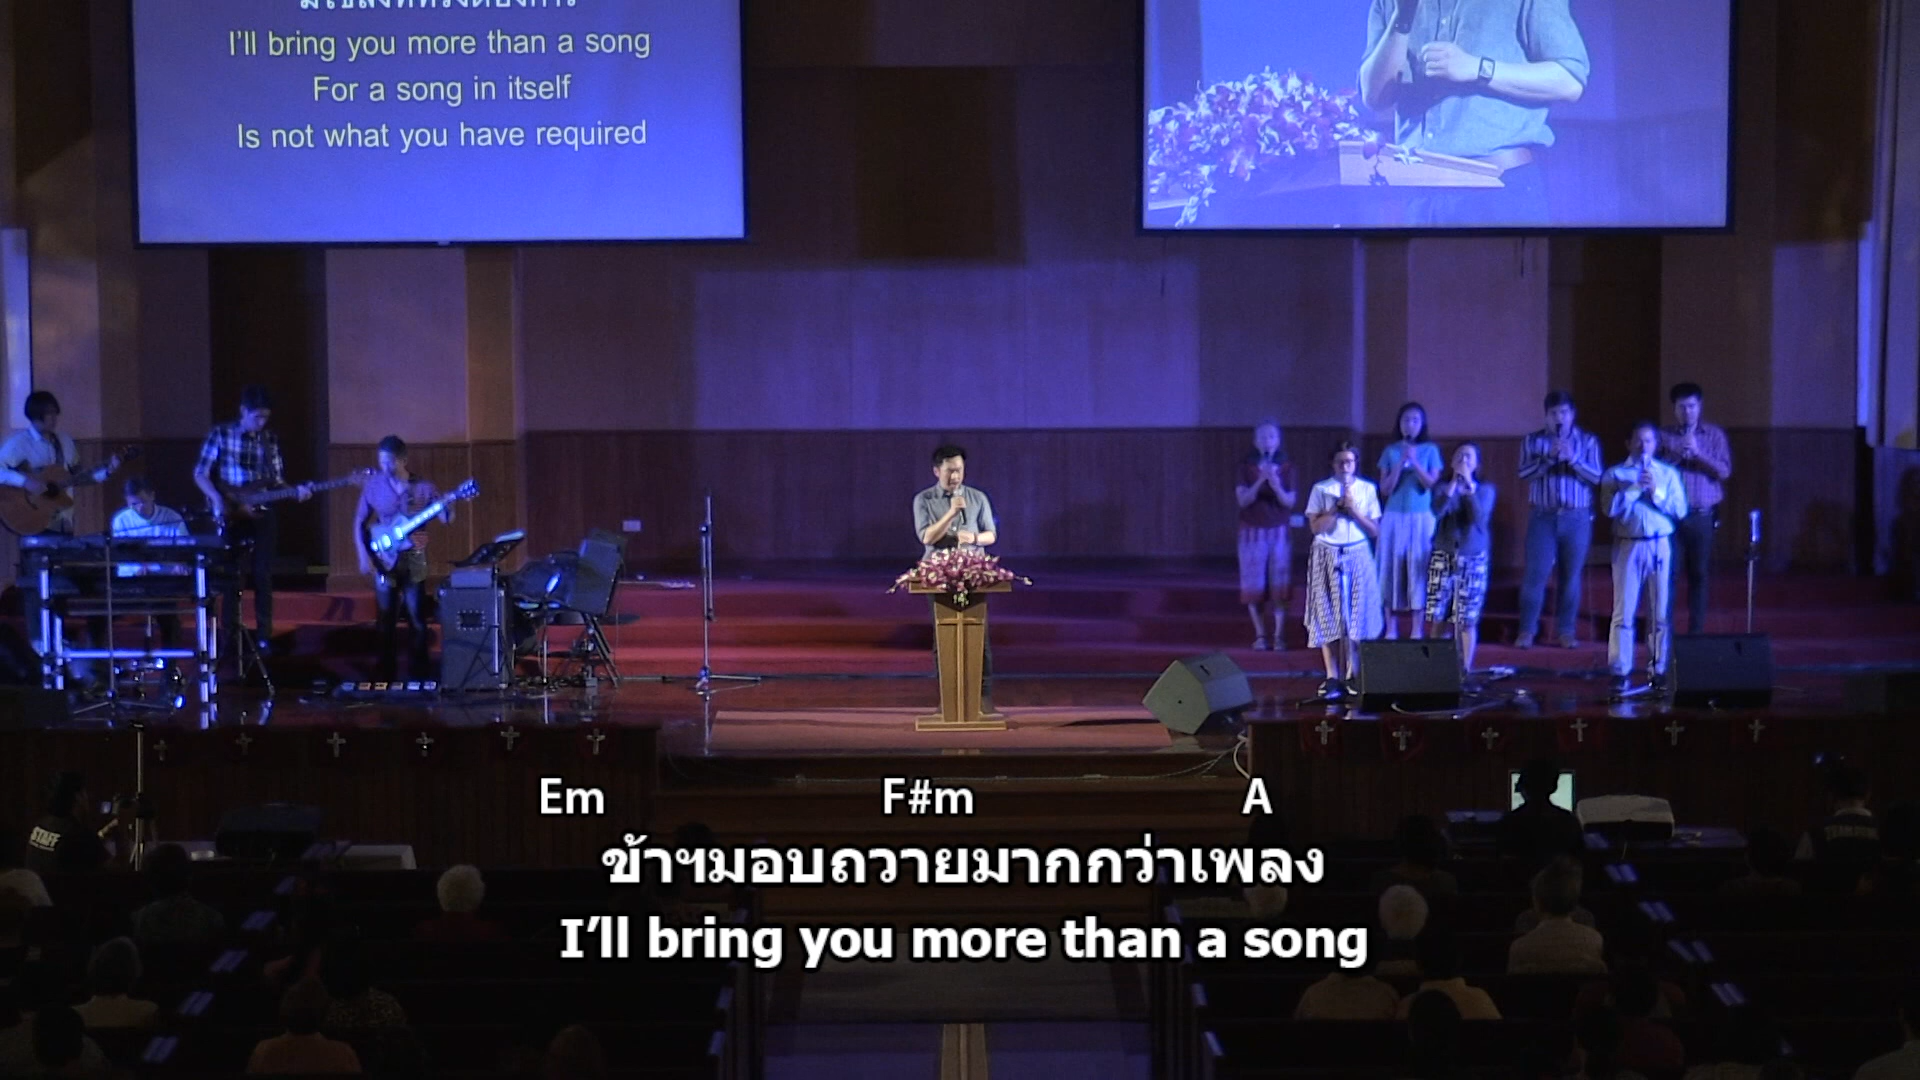 I'll bring you more than a song
For a song in itself
Is not what you have required
Em F#m A
ข้าฯมอบถวายมากกว่าเพลง
I'll bring you more than a song
STAFF